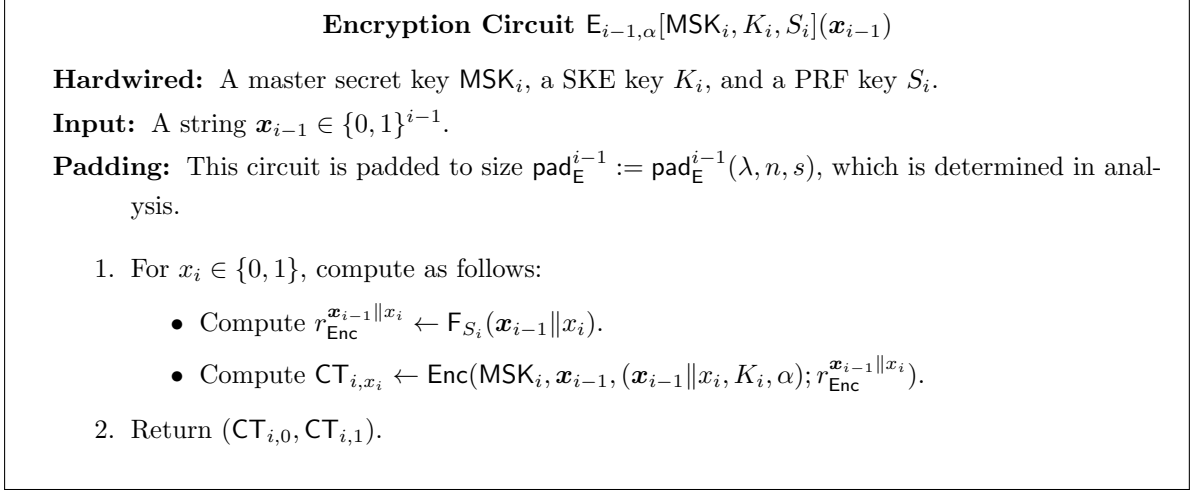 Encryption Circuit E_{i−1,α}[MSK_i, K_i, S_i](x_{i−1})
Hardwired: A master secret key MSK_i, a SKE key K_i, and a PRF key S_i.
Input: A string x_{i−1} ∈ {0, 1}^{i−1}.
Padding: This circuit is padded to size pad_E^{i−1} := pad_E^{i−1}(λ, n, s), which is determined in anal-
ysis.
1. For x_i ∈ {0, 1}, compute as follows:
• Compute r_Enc^{x_{i−1}‖x_i} ← F_{S_i}(x_{i−1}‖x_i).
• Compute CT_{i,x_i} ← Enc(MSK_i, x_{i−1}, (x_{i−1}‖x_i, K_i, α); r_Enc^{x_{i−1}‖x_i}).
2. Return (CT_{i,0}, CT_{i,1}).